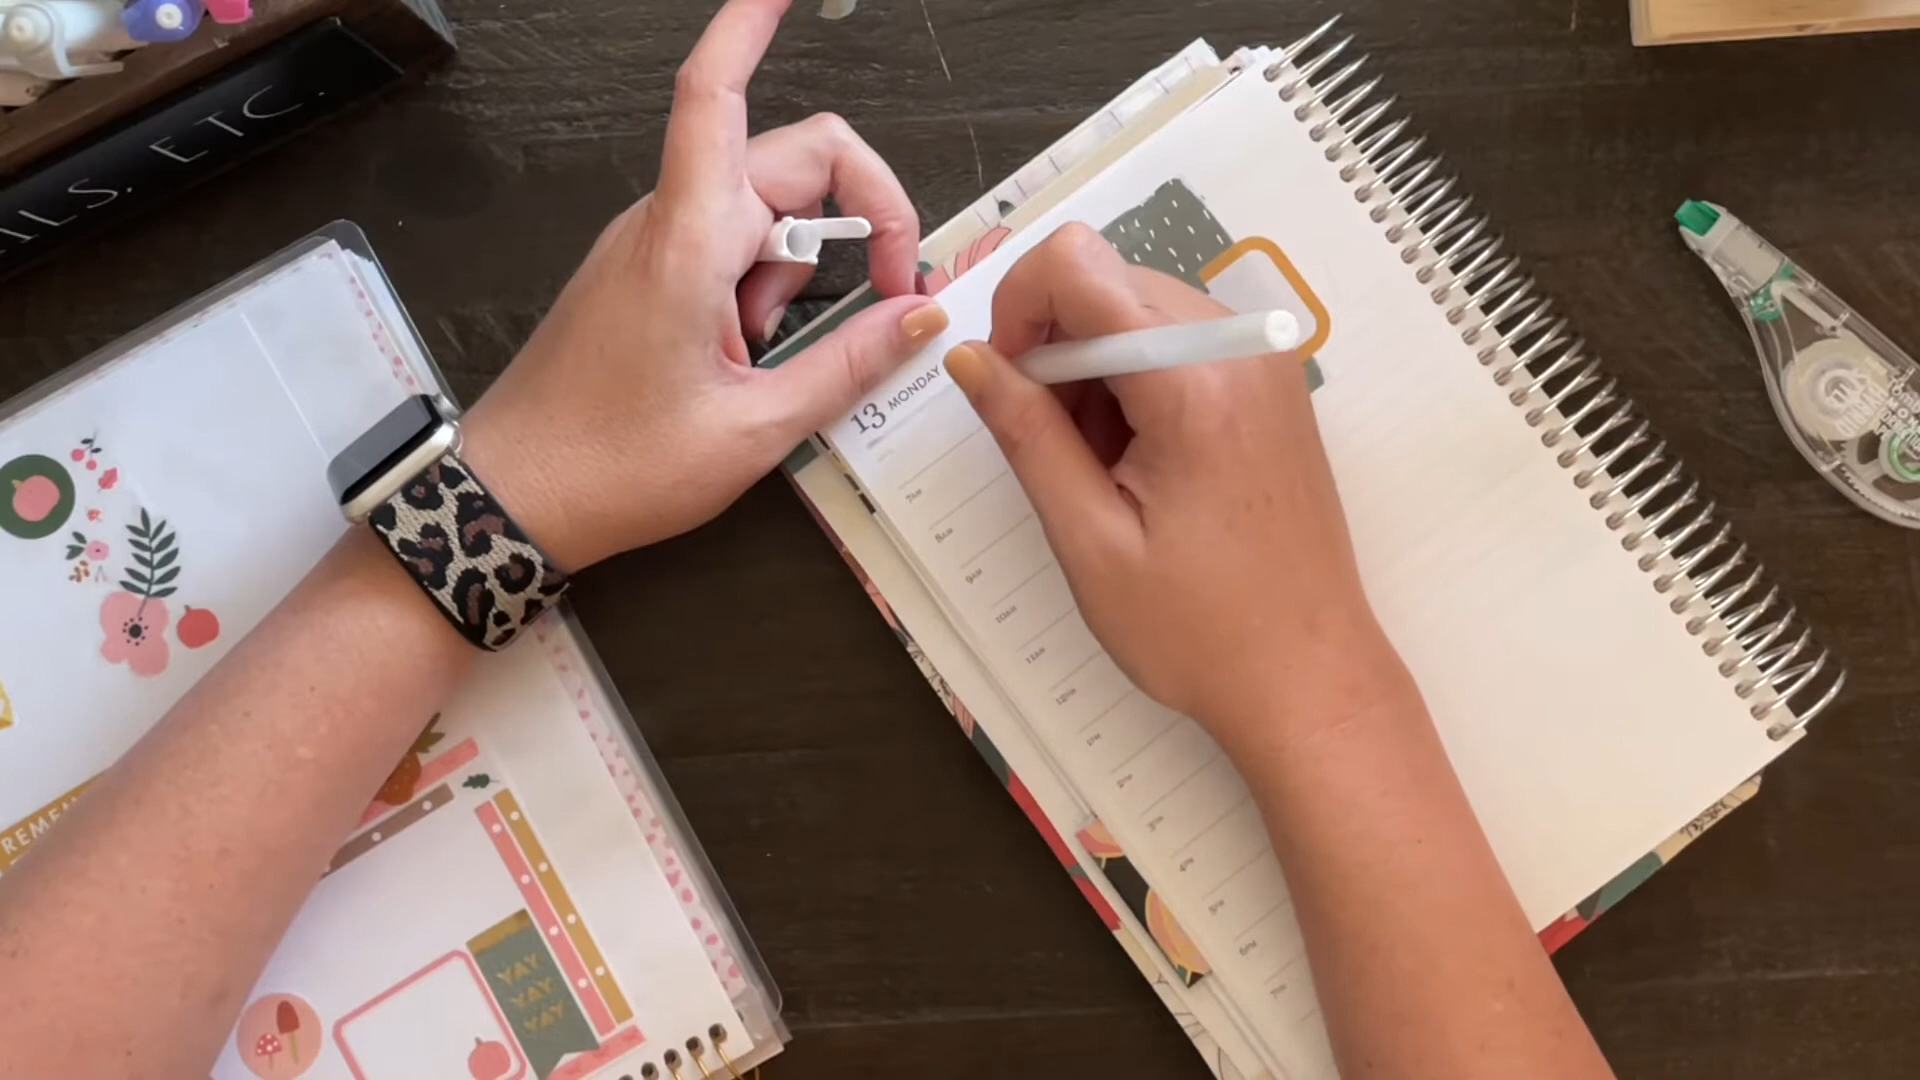 ILS. ETC.
13 MONDAY
7AM
8AM
9AM
10AM
11AM
12PM
1PM
2PM
3PM
4PM
5PM
6PM
7PM
YAY
YAY
YAY